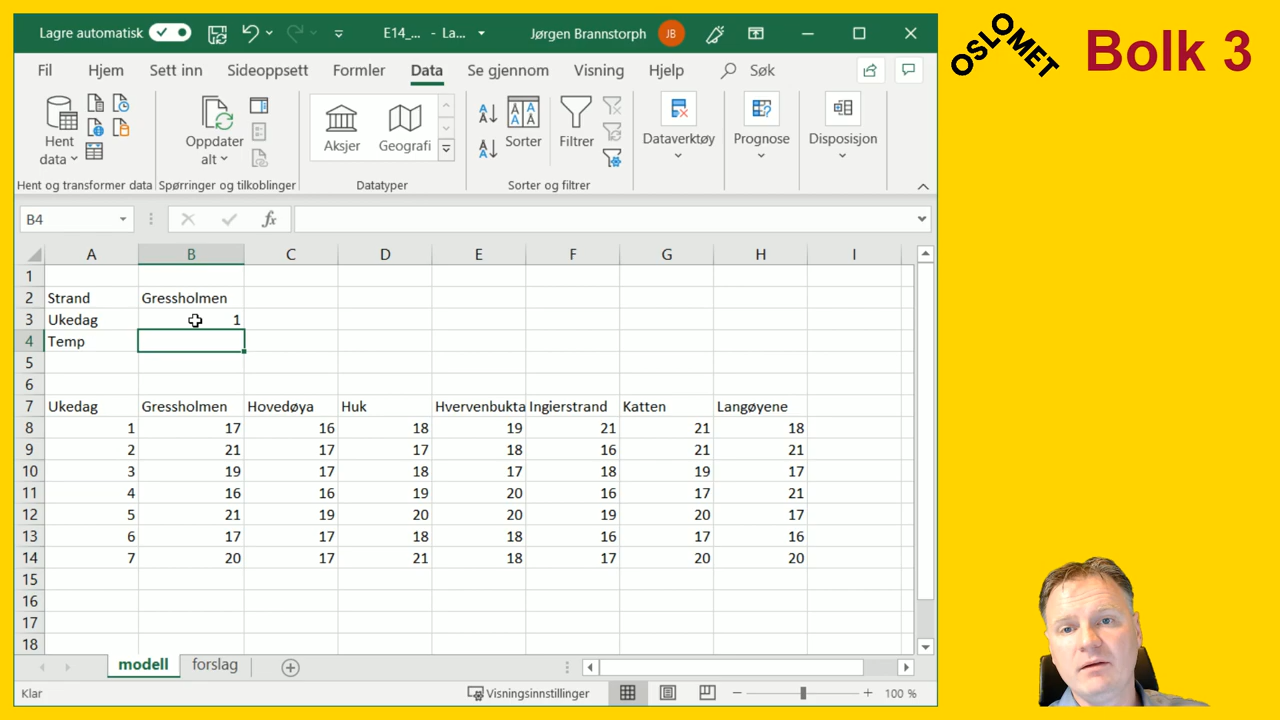 Lagre automatisk E14_... - La... Jørgen Brannstorph JB
OSLOMET
Bolk 3
Fil Hjem Sett inn Sideoppsett Formler Data Se gjennom Visning Hjelp Søk
Hent data Oppdater alt Aksjer Geografi Sorter Filtrer Dataverktøy Prognose Disposisjon
Hent og transformer data Spørringer og tilkoblinger Datatyper Sorter og filtrer
B4 fx
A B C D E F G H I
1
2 Strand Gressholmen
3 Ukedag 1
4 Temp
5
6
7 Ukedag Gressholmen Hovedøya Huk Hvervenbukta Ingierstrand Katten Langøyene
8 1 17 16 18 19 21 21 18
9 2 21 17 17 18 16 21 21
10 3 19 17 18 17 18 19 17
11 4 16 16 19 20 16 17 21
12 5 21 19 20 20 19 20 17
13 6 17 17 18 18 16 17 16
14 7 20 17 21 18 17 20 20
15
16
17
18
modell forslag
Klar Visningsinnstillinger 100 %